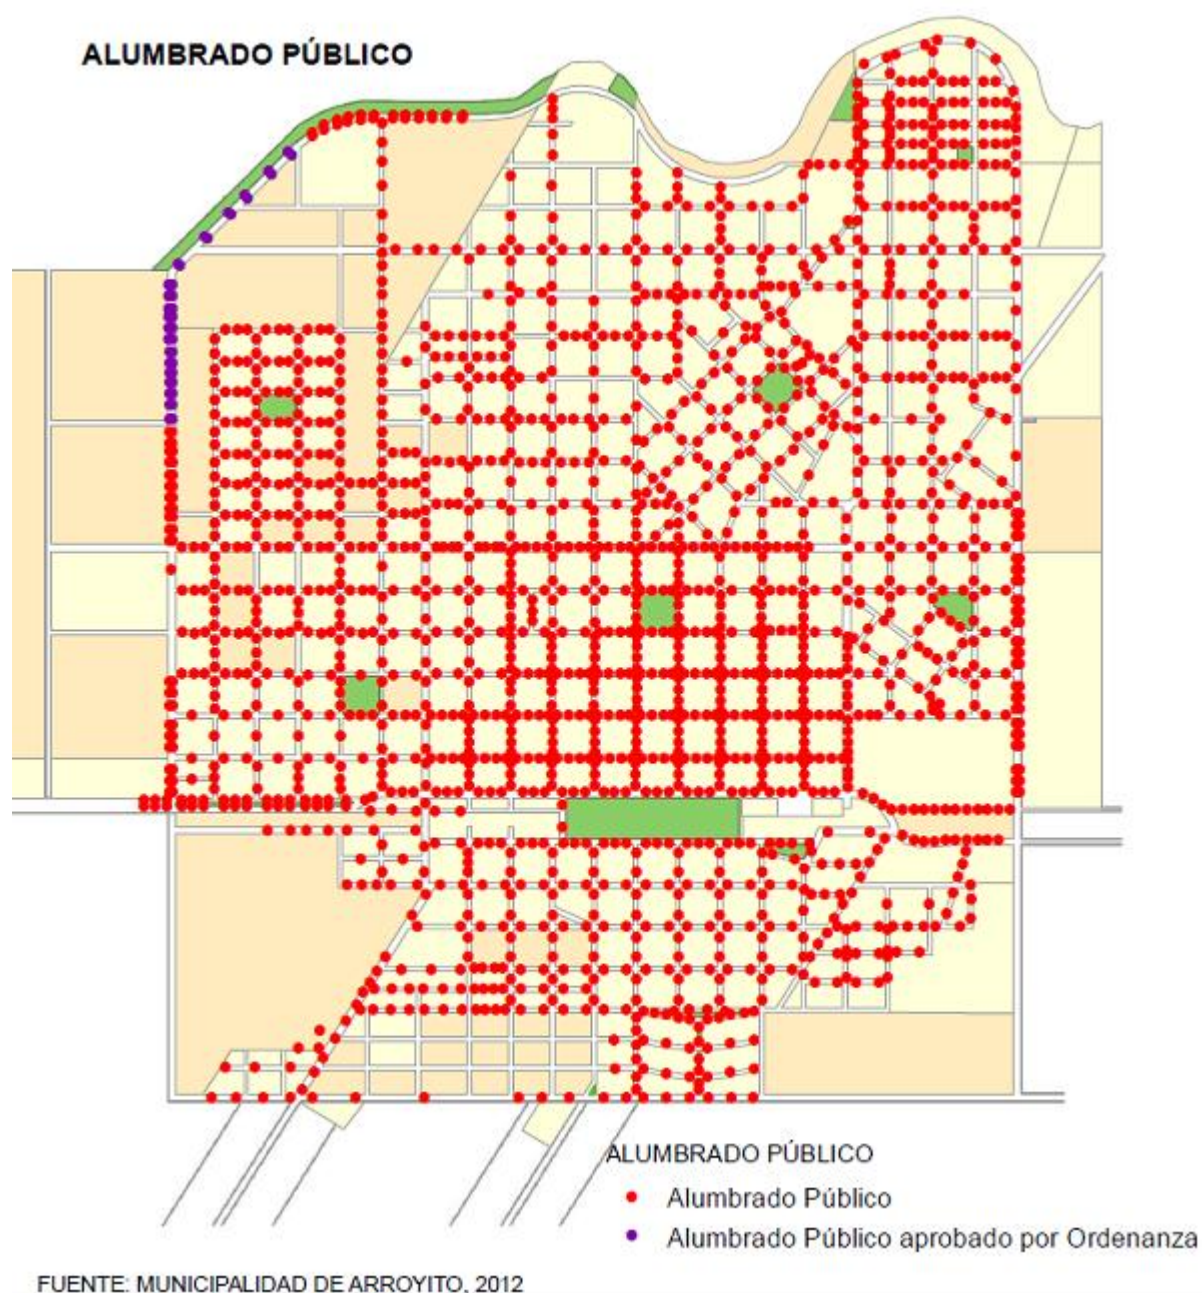 ALUMBRADO PÚBLICO
ALUMBRADO PÚBLICO
Alumbrado Público
Alumbrado Público aprobado por Ordenanza
FUENTE: MUNICIPALIDAD DE ARROYITO, 2012